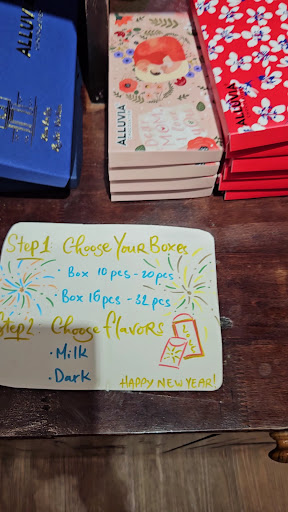 ALLUVIA
ALLUVIA
ALLUVIA
Step 1: Choose Your Boxes
· Box 10 pcs - 20 pcs
· Box 16 pcs - 32 pcs
Step 2: Choose flavors
· Milk
· Dark
HAPPY NEW YEAR!